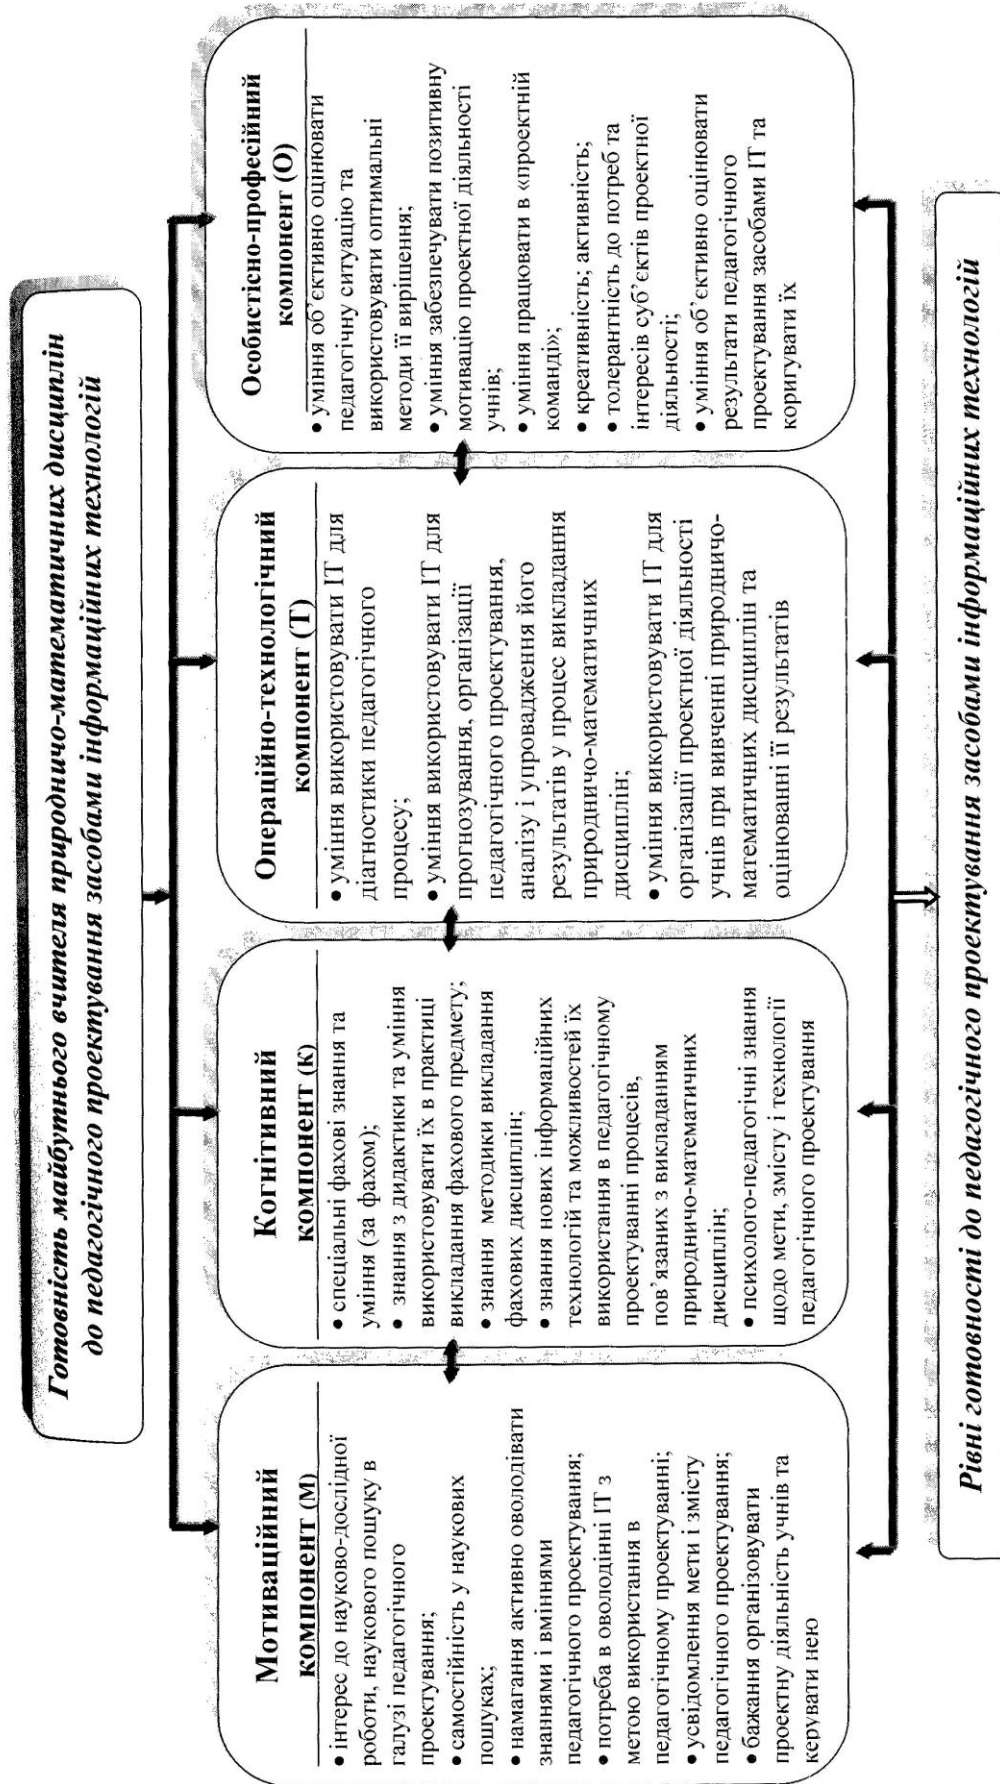 Готовність майбутнього вчителя природничо-математичних дисциплін
до педагогічного проектування засобами інформаційних технологій
Мотиваційний
компонент (М)
• інтерес до науково-дослідної
роботи, наукового пошуку в
галузі педагогічного
проектування;
• самостійність у наукових
пошуках;
• намагання активно оволодівати
знаннями і вміннями
педагогічного проектування;
• потреба в оволодінні ІТ з
метою використання в
педагогічному проектуванні;
• усвідомлення мети і змісту
педагогічного проектування;
• бажання організовувати
проектну діяльність учнів та
керувати нею
Когнітивний
компонент (К)
• спеціальні фахові знання та
уміння (за фахом);
• знання з дидактики та уміння
використовувати їх в практиці
викладання фахового предмету;
• знання методики викладання
фахових дисциплін;
• знання нових інформаційних
технологій та можливостей їх
використання в педагогічному
проектуванні процесів,
пов’язаних з викладанням
природничо-математичних
дисциплін;
• психолого-педагогічні знання
щодо мети, змісту і технології
педагогічного проектування
Операційно-технологічний
компонент (Т)
• уміння використовувати ІТ для
діагностики педагогічного
процесу;
• уміння використовувати ІТ для
прогнозування, організації
педагогічного проектування,
аналізу і упровадження його
результатів у процес викладання
природничо-математичних
дисциплін;
• уміння використовувати ІТ для
організації проектної діяльності
учнів при вивченні природничо-
математичних дисциплін та
оцінюванні її результатів
Особистісно-професійний
компонент (О)
• уміння об’єктивно оцінювати
педагогічну ситуацію та
використовувати оптимальні
методи її вирішення;
• уміння забезпечувати позитивну
мотивацію проектної діяльності
учнів;
• уміння працювати в «проектній
команді»;
• креативність; активність;
• толерантність до потреб та
інтересів суб’єктів проектної
діяльності;
• уміння об’єктивно оцінювати
результати педагогічного
проектування засобами ІТ та
коригувати їх
Рівні готовності до педагогічного проектування засобами інформаційних технологій